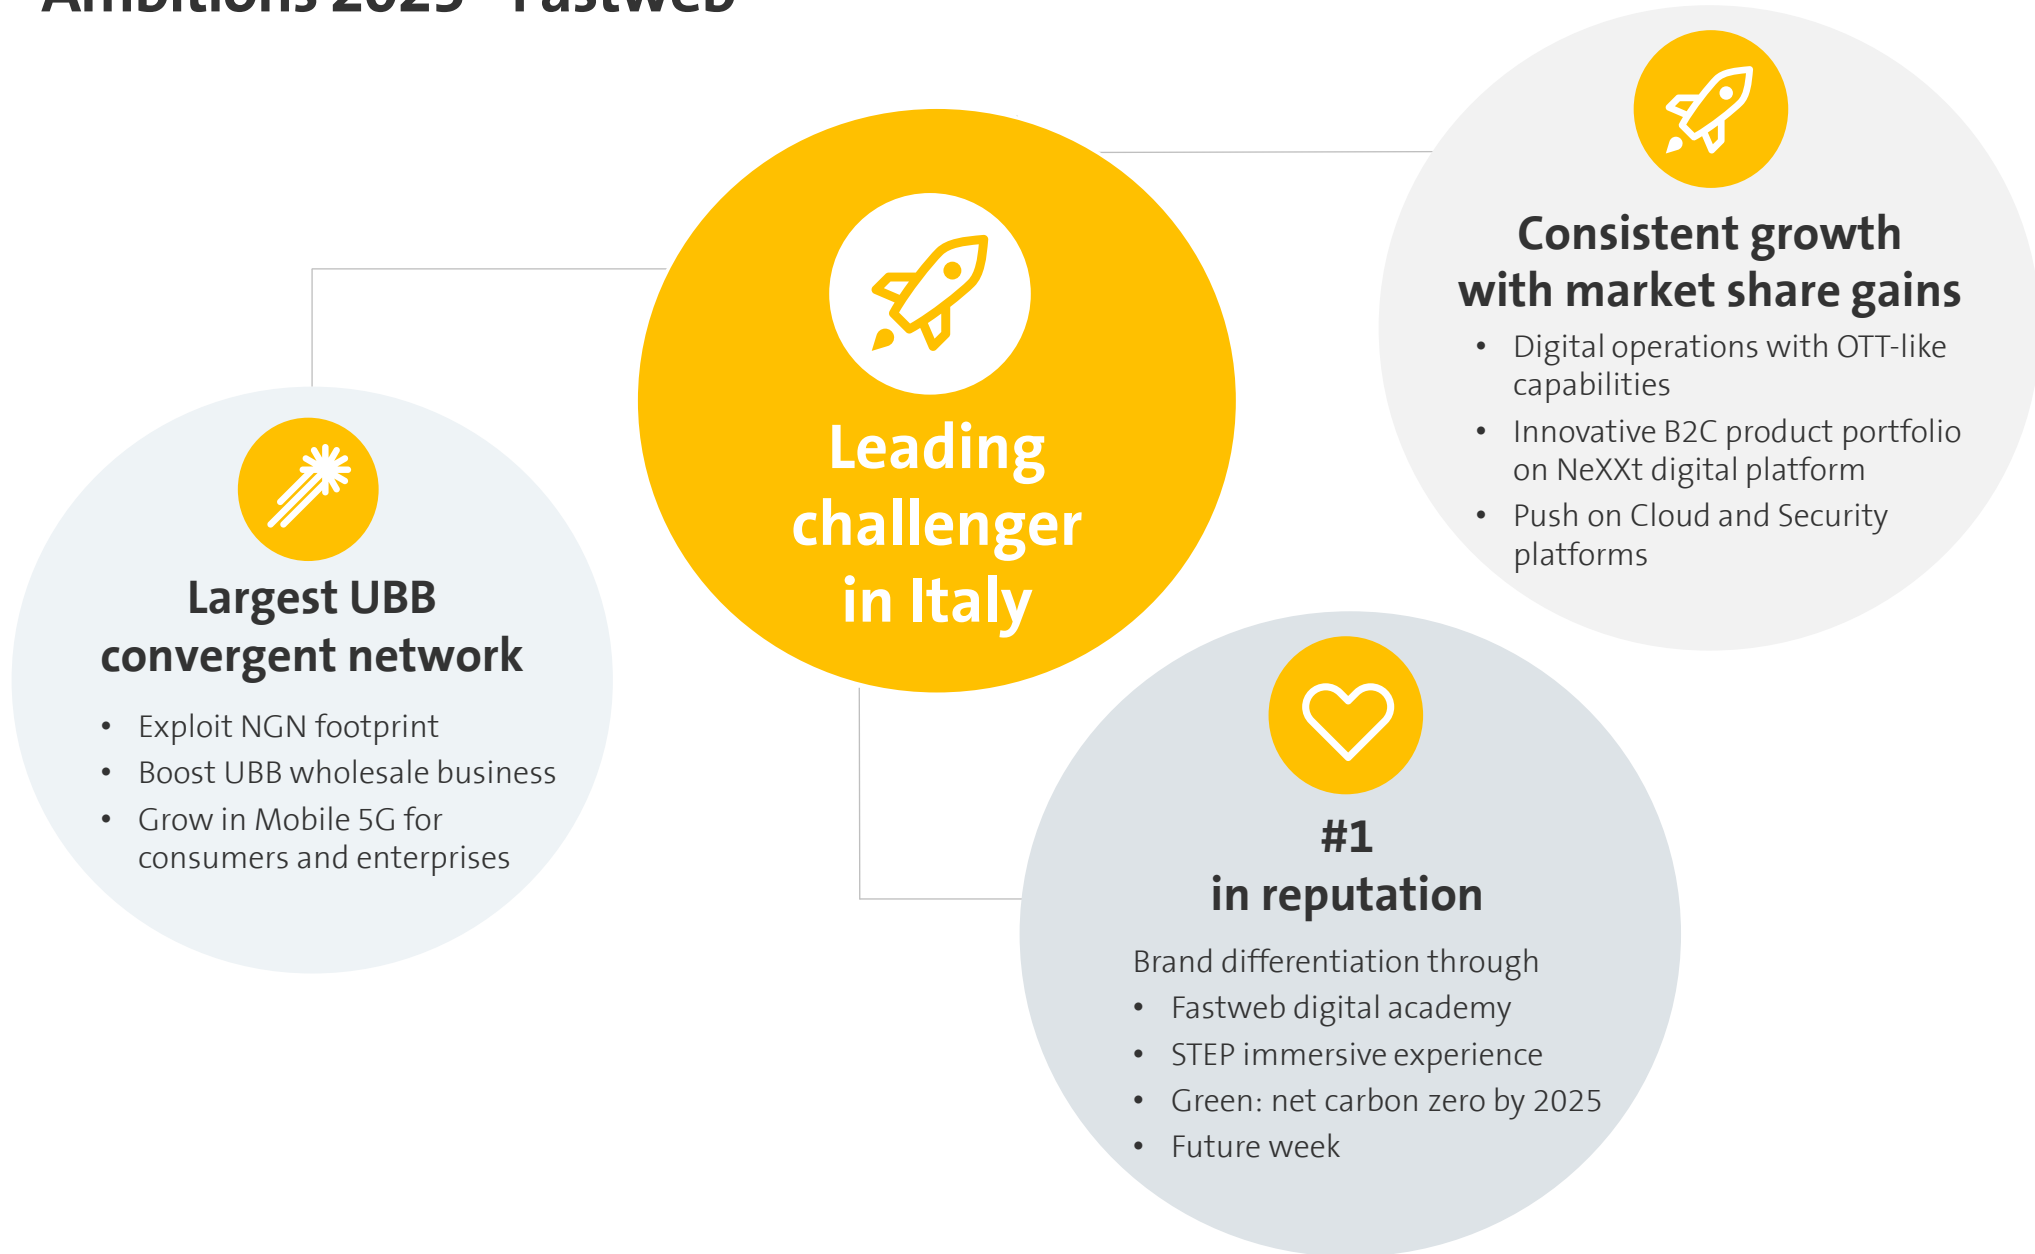 Ambitions Fastweb
Leading
challenger
in Italy
Consistent growth
with market share gains
• Digital operations with OTT-like
capabilities
• Innovative B2C product portfolio
on NeXXt digital platform
• Push on Cloud and Security
platforms
Largest UBB
convergent network
• Exploit NGN footprint
• Boost UBB wholesale business
• Grow in Mobile 5G for
consumers and enterprises
#1
in reputation
Brand differentiation through
• Fastweb digital academy
• STEP immersive experience
• Green: net carbon zero by 2025
• Future week